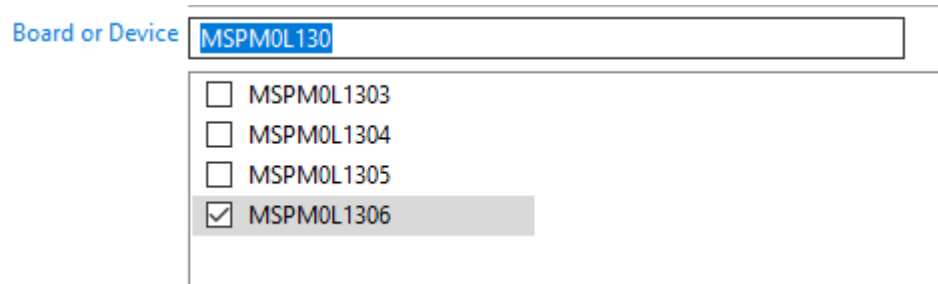 Board or Device MSPM0L130
MSPM0L1303
MSPM0L1304
MSPM0L1305
MSPM0L1306